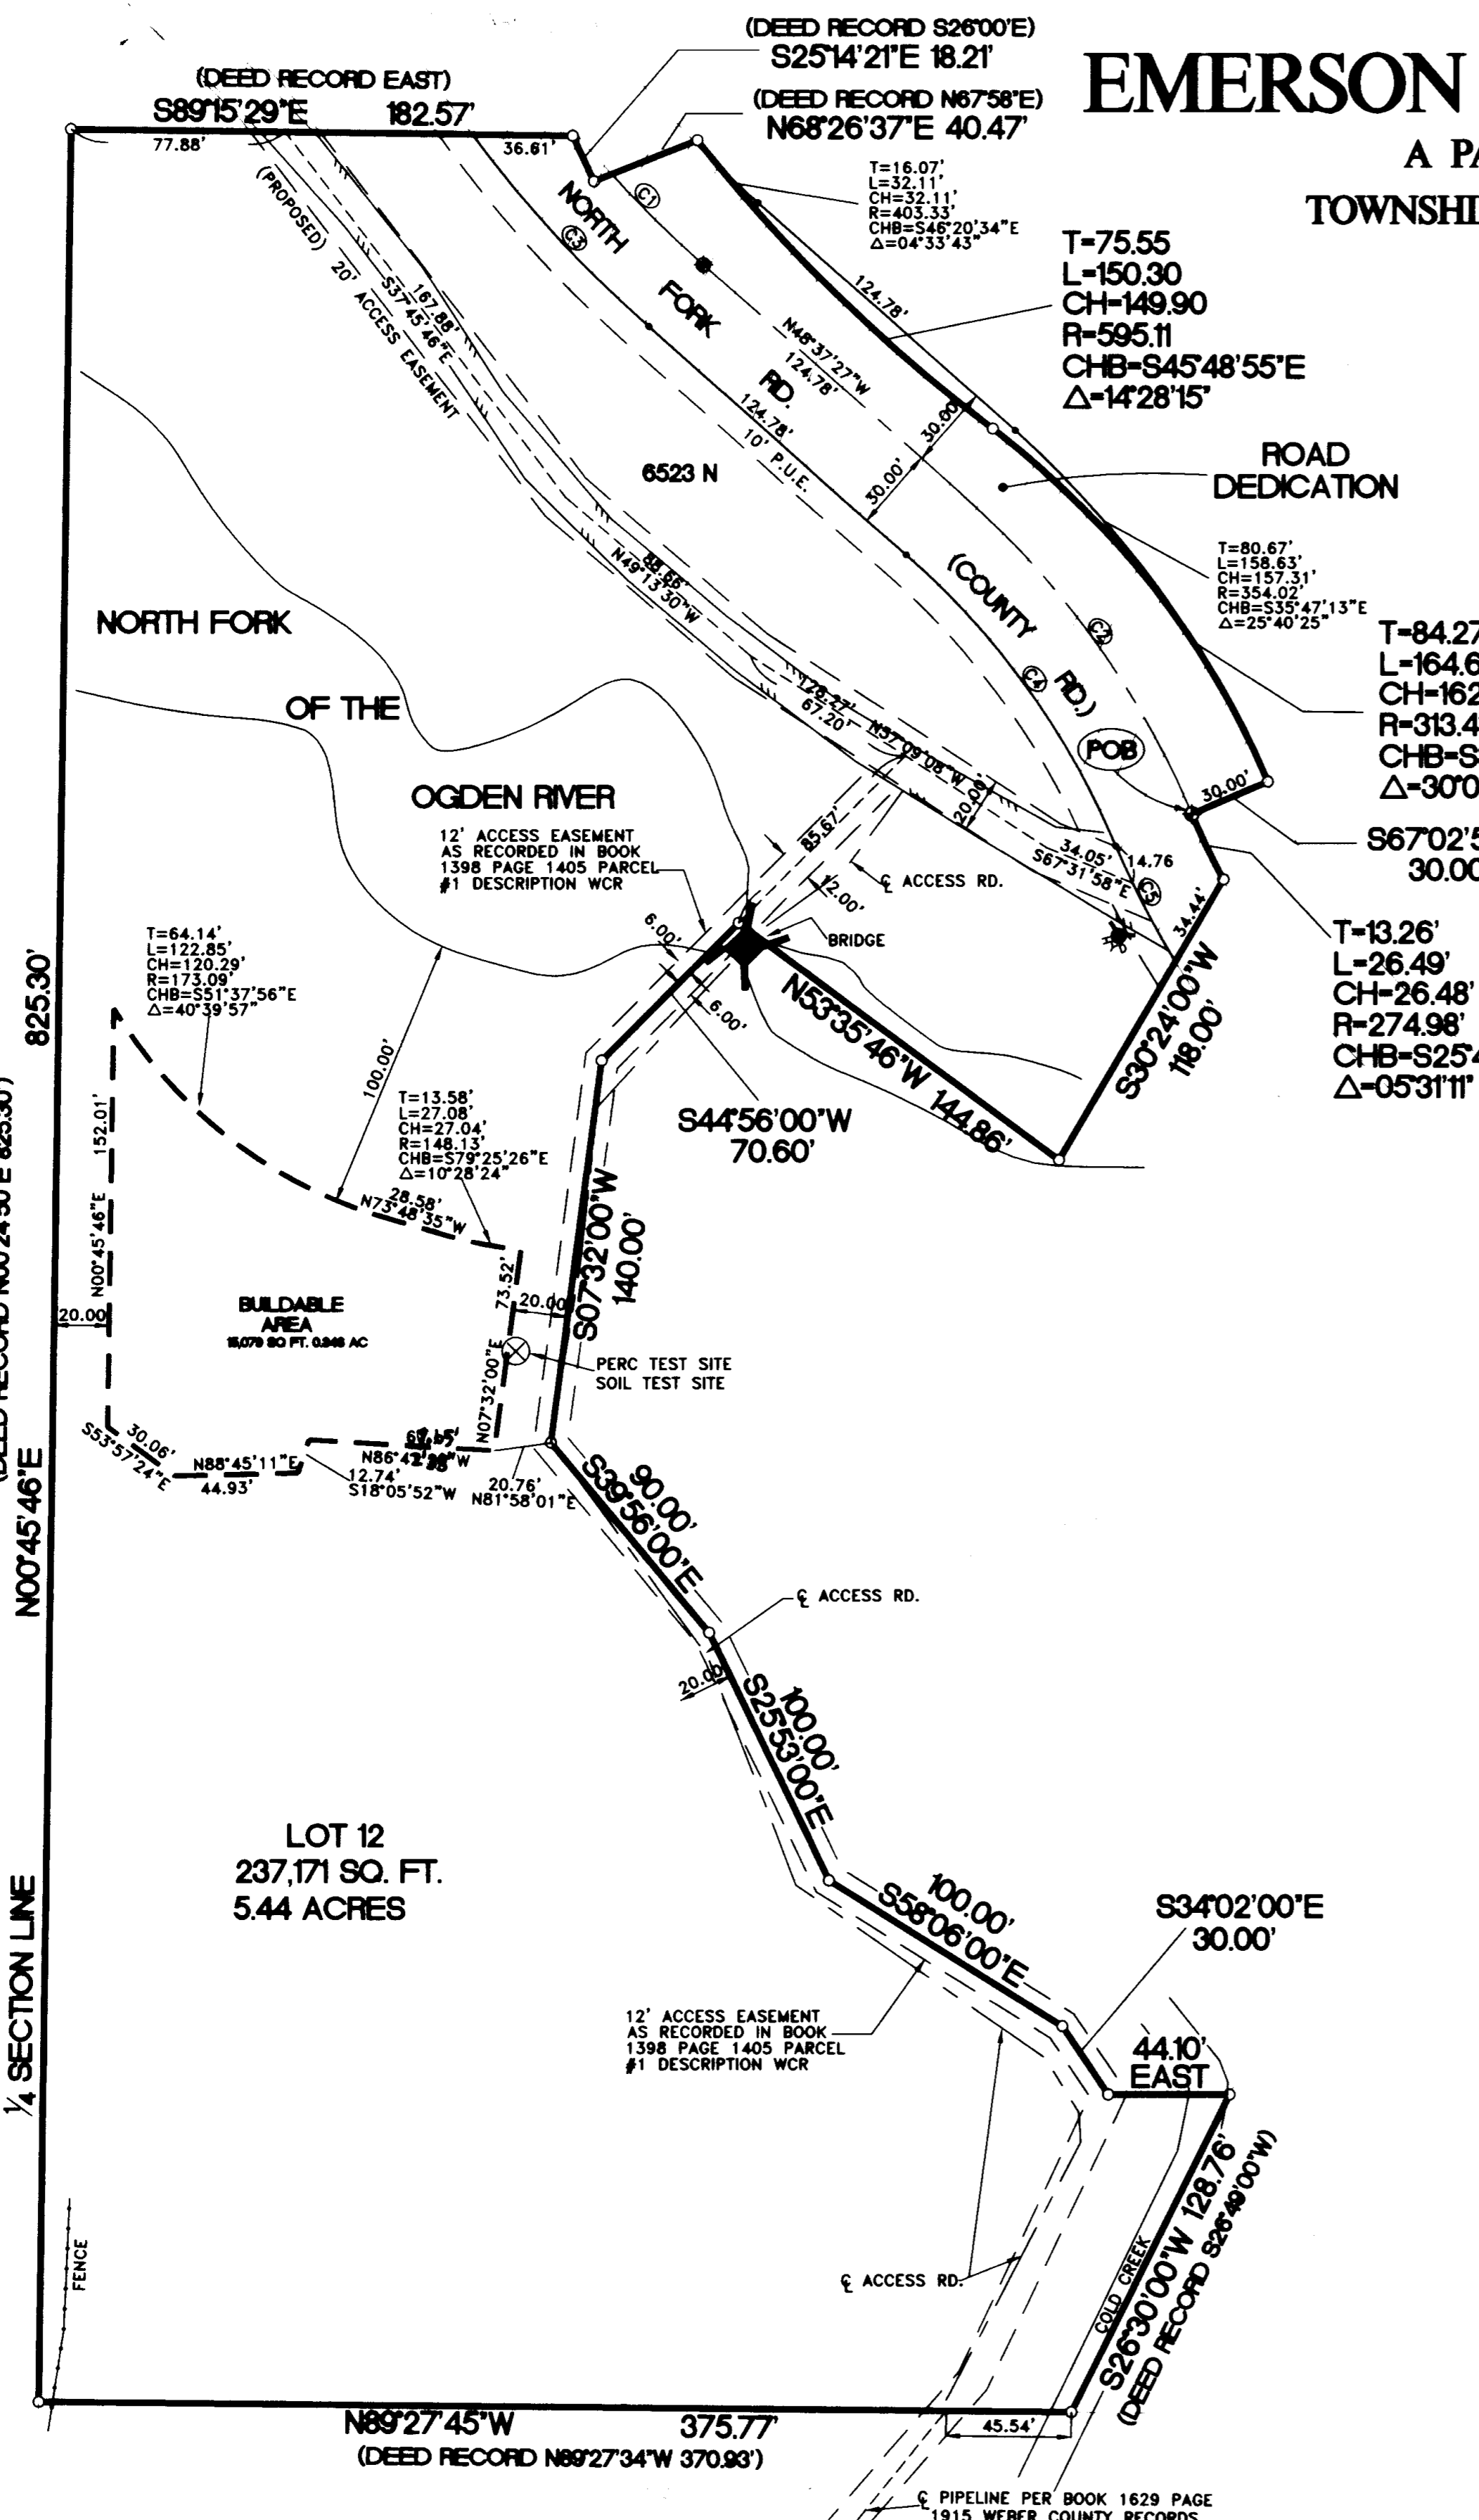 (DEED RECORD S26°00'E)
S25°14'21"E 18.21'
(DEED RECORD EAST)
S89°15'29"E 182.57'
(DEED RECORD N67°58'E)
N68°26'37"E 40.47'
EMERSON
A PA
TOWNSHI
77.88'
36.61'
T=16.07'
L=32.11'
CH=32.11'
R=403.33'
CHB=S46°20'34"E
Δ=04°33'43"
C1
C3
NORTH
FORK
RD.
(COUNTY
RD.)
T=75.55
L=150.30
CH=149.90
R=595.11
CHB=S45°48'55"E
Δ=14°28'15"
(PROPOSED) 20' ACCESS EASEMENT
167.88'
S37°45'46"E
124.78'
N48°37'27"W
124.78'
124.78'
10' P.U.E.
30.00'
30.00'
6523 N
ROAD
DEDICATION
T=80.67'
L=158.63'
CH=157.31'
R=354.02'
CHB=S35°47'13"E
Δ=25°40'25"
88.66'
N49°13'30"W
NORTH FORK
OF THE
OGDEN RIVER
C2
C4
T=84.27
L=164.6
CH=162
R=313.4
CHB=S
Δ=30°0
POB
30.00'
S67°02'5
30.00
126.27'
67.20'
N57°09'08"W
20.00'
12' ACCESS EASEMENT
AS RECORDED IN BOOK
1398 PAGE 1405 PARCEL
#1 DESCRIPTION WCR
85.67'
34.05'
S67°31'58"E
14.76
C5
℄ ACCESS RD.
12.00'
6.00'
BRIDGE
6.00'
34.44'
T=13.26'
L=26.49'
CH=26.48'
R=274.98'
CHB=S25°4
Δ=05°31'11"
T=64.14'
L=122.85'
CH=120.29'
R=173.09'
CHB=S51°37'56"E
Δ=40°39'57"
825.30'
N53°35'46"W 144.86'
S30°24'00"W
118.00'
100.00'
T=13.58'
L=27.08'
CH=27.04'
R=148.13'
CHB=S79°25'26"E
Δ=10°28'24"
S44°56'00"W
70.60'
152.01'
N00°45'46"E
28.58'
N73°48'35"W
S07°32'00"W
140.00'
73.52'
N07°32'00"E
20.00
20.00
BUILDABLE
AREA
PERC TEST SITE
SOIL TEST SITE
30.06'
S53°57'24"E
N88°45'11"E
44.93'
12.74'
S18°05'52"W
20.76'
N81°58'01"E
90.00'
S39°56'00"E
N00°45'46"E
℄ ACCESS RD.
20.00
100.00'
S25°53'00"E
LOT 12
237,171 SQ. FT.
5.44 ACRES
¼ SECTION LINE
100.00'
S58°06'00"E
S34°02'00"E
30.00'
12' ACCESS EASEMENT
AS RECORDED IN BOOK
1398 PAGE 1405 PARCEL
#1 DESCRIPTION WCR
44.10'
EAST
FENCE
℄ ACCESS RD.
COLD CREEK
S26°30'00"W 128.76'
(DEED RECORD S26°49'00"W)
N89°27'45"W 375.77'
(DEED RECORD N89°27'34"W 370.93')
45.54'
℄ PIPELINE PER BOOK 1629 PAGE
1915 WEBER COUNTY RECORDS